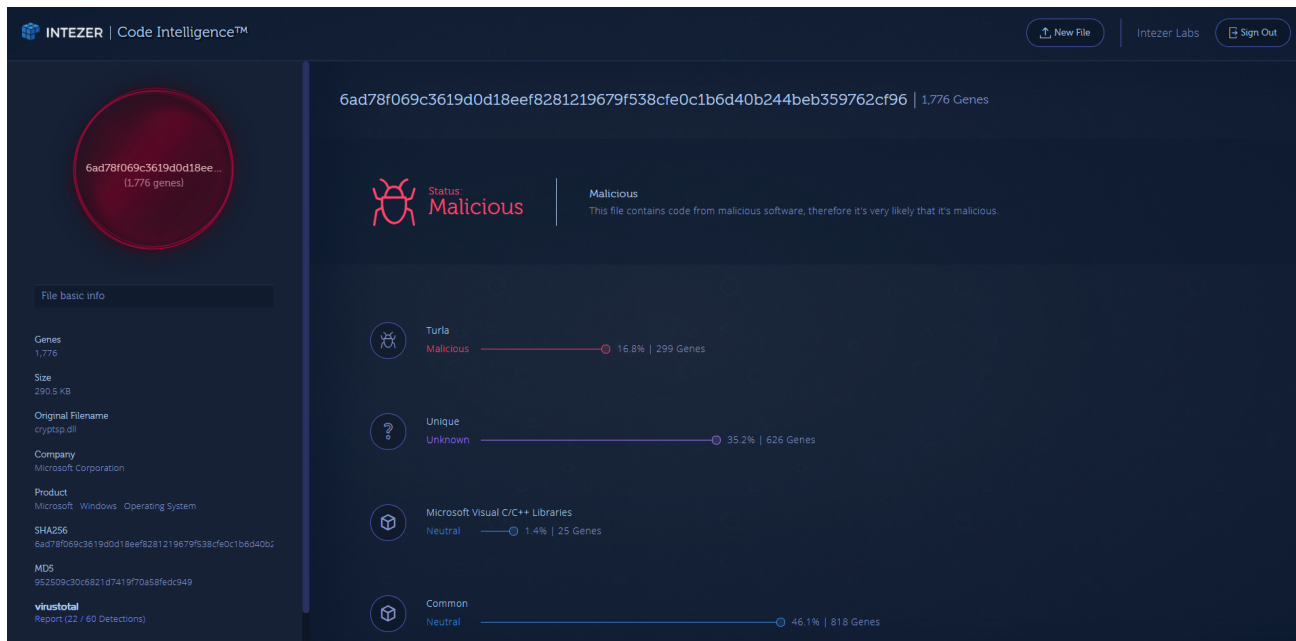 INTEZER | Code Intelligence™
New File
Intezer Labs
Sign Out
6ad78f069c3619d0d18ee...
(1,776 genes)
File basic info
Genes
1,776
Size
290.5 KB
Original Filename
cryptsp.dll
Company
Microsoft Corporation
Product
Microsoft Windows Operating System
SHA256
6ad78f069c3619d0d18eef8281219679f538cfe0c1b6d40b2
MD5
952509c30c6821d7419f70a58fedc949
virustotal
Report (22 / 60 Detections)
6ad78f069c3619d0d18eef8281219679f538cfe0c1b6d40b244beb359762cf96 | 1,776 Genes
Status:
Malicious
Malicious
This file contains code from malicious software, therefore it's very likely that it's malicious.
Turla
Malicious 16.8% | 299 Genes
Unique
Unknown 35.2% | 626 Genes
Microsoft Visual C/C++ Libraries
Neutral 1.4% | 25 Genes
Common
Neutral 46.1% | 818 Genes